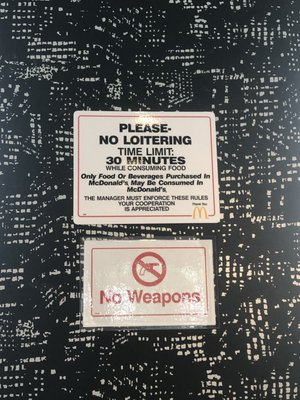 PLEASE-
NO LOITERING
TIME LIMIT:
30 MINUTES
WHILE CONSUMING FOOD
Only Food Or Beverages Purchased In
McDonald's, May Be Consumed In
McDonald's.
THE MANAGER MUST ENFORCE THESE RULES
YOUR COOPERATION
IS APPRECIATED
No Weapons